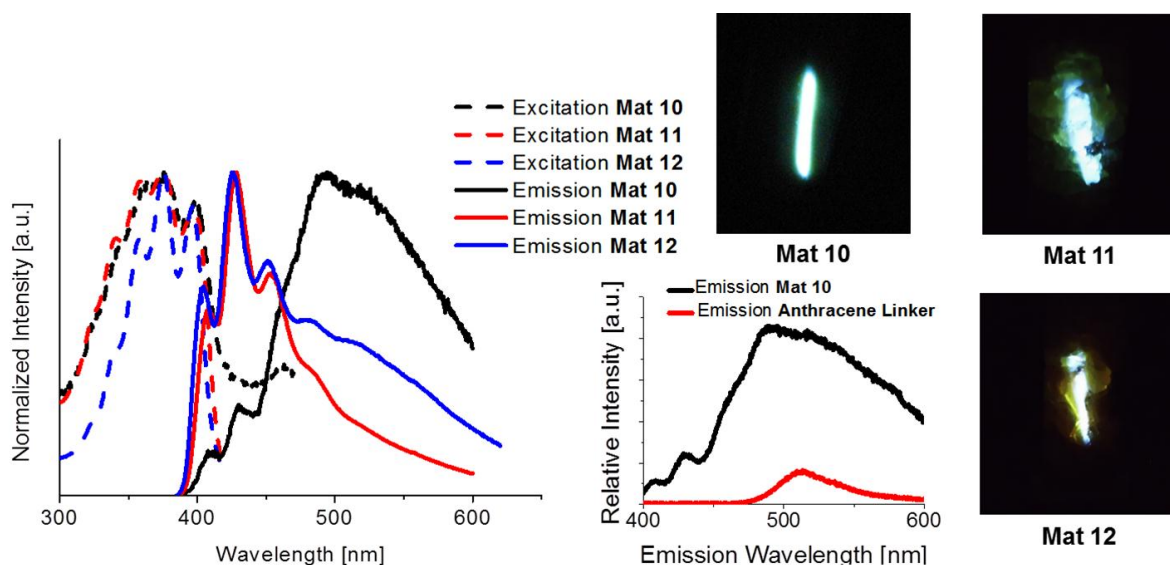 Excitation Mat 10
Excitation Mat 11
Excitation Mat 12
Emission Mat 10
Emission Mat 11
Emission Mat 12
Normalized Intensity [a.u.]
300 400 500 600
Wavelength [nm]
Mat 10
Mat 11
Emission Mat 10
Emission Anthracene Linker
Relative Intensity [a.u.]
400 500 600
Emission Wavelength [nm]
Mat 12